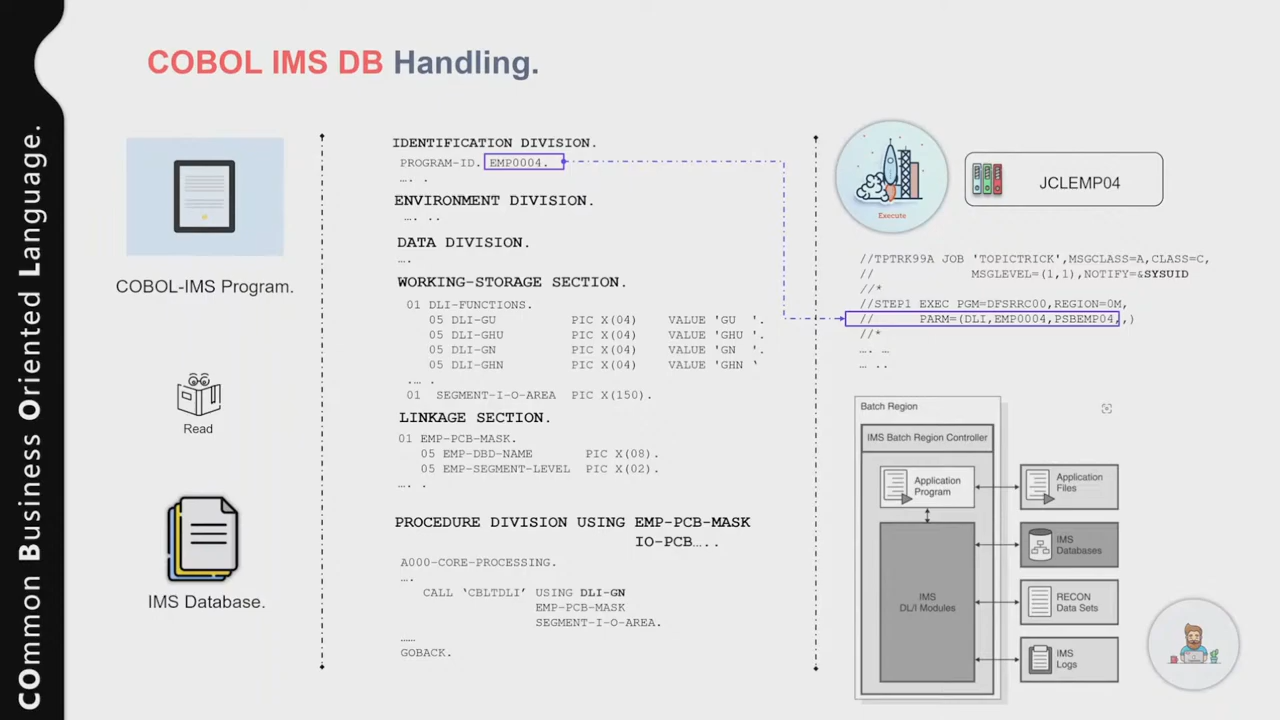 COmmon Business Oriented Language.
COBOL IMS DB Handling.
COBOL-IMS Program.
Read
IMS Database.
IDENTIFICATION DIVISION.
PROGRAM-ID. EMP0004.
…. .
ENVIRONMENT DIVISION.
…. ..
DATA DIVISION.
….
WORKING-STORAGE SECTION.
01 DLI-FUNCTIONS.
05 DLI-GU PIC X(04) VALUE 'GU '.
05 DLI-GHU PIC X(04) VALUE 'GHU '.
05 DLI-GN PIC X(04) VALUE 'GN '.
05 DLI-GHN PIC X(04) VALUE 'GHN ‘
.… .
01 SEGMENT-I-O-AREA PIC X(150).
LINKAGE SECTION.
01 EMP-PCB-MASK.
05 EMP-DBD-NAME PIC X(08).
05 EMP-SEGMENT-LEVEL PIC X(02).
…. .
PROCEDURE DIVISION USING EMP-PCB-MASK
IO-PCB…..
A000-CORE-PROCESSING.
….
CALL ‘CBLTDLI’ USING DLI-GN
EMP-PCB-MASK
SEGMENT-I-O-AREA.
……
GOBACK.
Execute
JCLEMP04
//TPTRK99A JOB 'TOPICTRICK',MSGCLASS=A,CLASS=C,
// MSGLEVEL=(1,1),NOTIFY=&SYSUID
//*
//STEP1 EXEC PGM=DFSRRC00,REGION=0M,
// PARM=(DLI,EMP0004,PSBEMP04,,)
//*
…. …
… ..
Batch Region
IMS Batch Region Controller
Application
Program
IMS
DL/I Modules
Application
Files
IMS
Databases
RECON
Data Sets
IMS
Logs